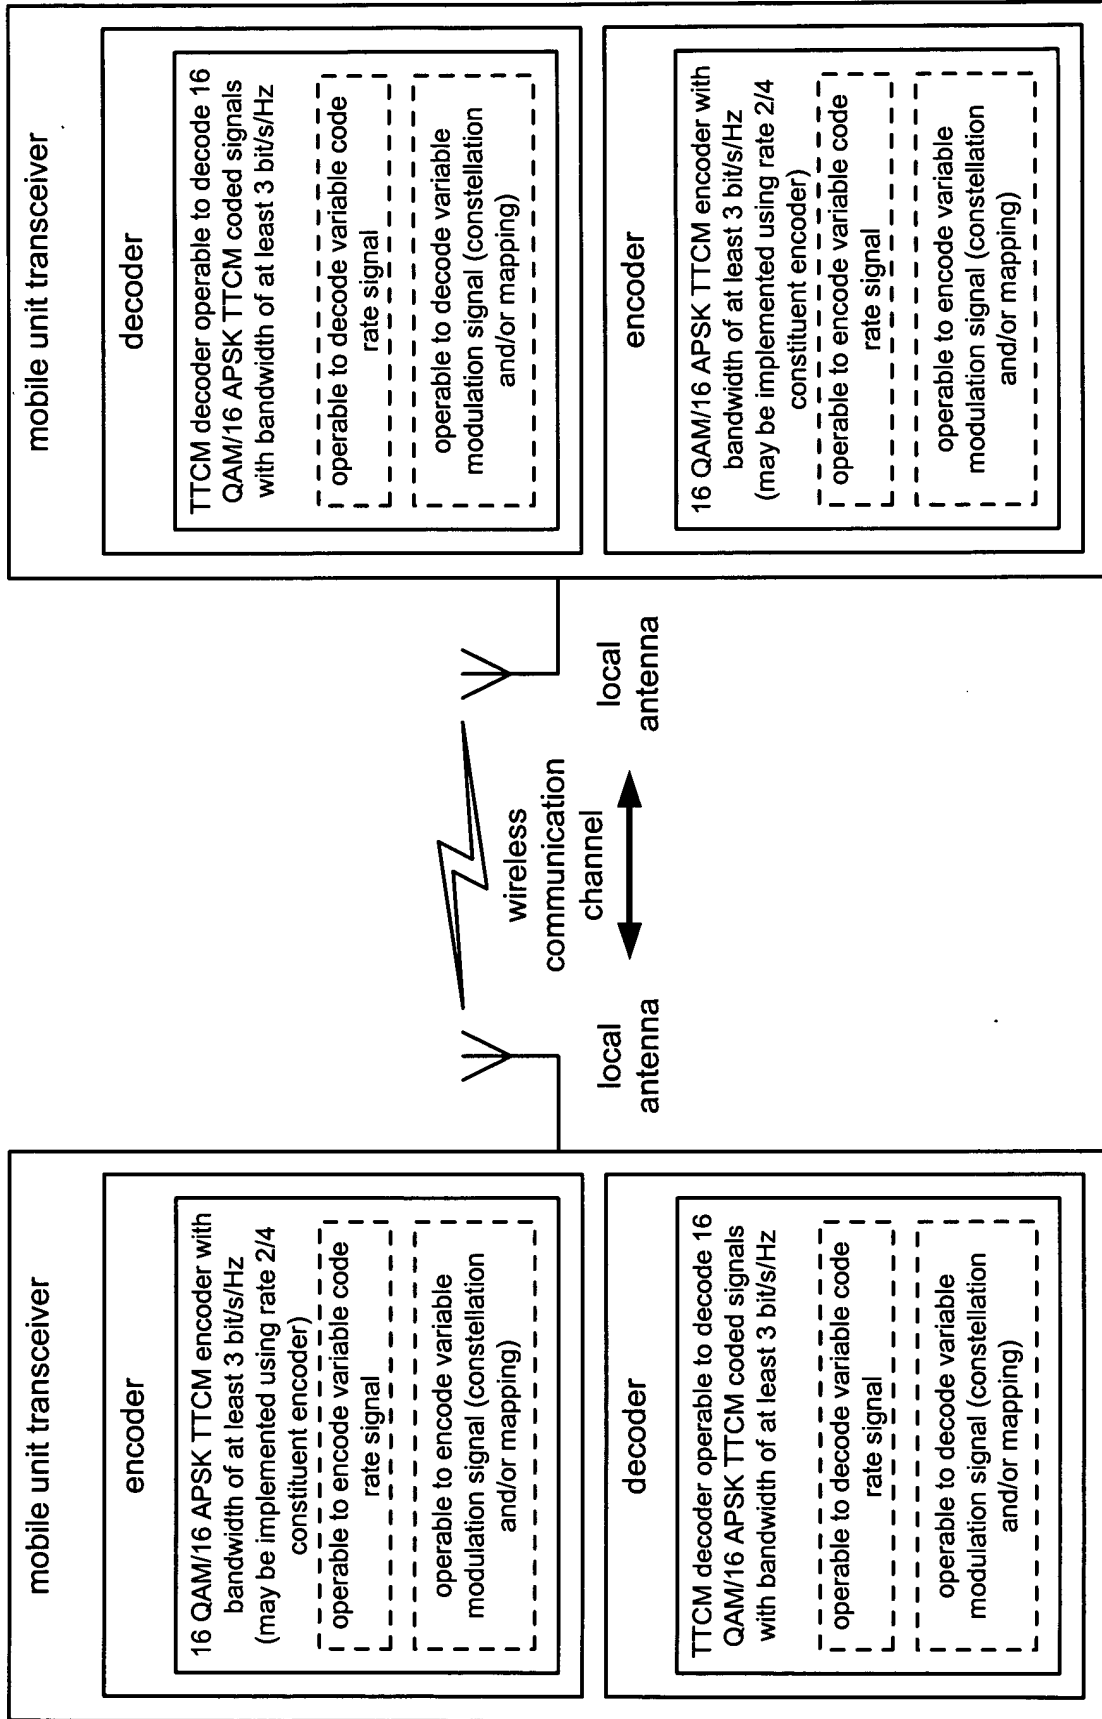 mobile unit transceiver
encoder
16 QAM/16 APSK TTCM encoder with
bandwidth of at least 3 bit/s/Hz
(may be implemented using rate 2/4
constituent encoder)
operable to encode variable code
rate signal
operable to encode variable
modulation signal (constellation
and/or mapping)
decoder
TTCM decoder operable to decode 16
QAM/16 APSK TTCM coded signals
with bandwidth of at least 3 bit/s/Hz
operable to decode variable code
rate signal
operable to decode variable
modulation signal (constellation
and/or mapping)
local
antenna
wireless
communication
channel
local
antenna
mobile unit transceiver
decoder
TTCM decoder operable to decode 16
QAM/16 APSK TTCM coded signals
with bandwidth of at least 3 bit/s/Hz
operable to decode variable code
rate signal
operable to decode variable
modulation signal (constellation
and/or mapping)
encoder
16 QAM/16 APSK TTCM encoder with
bandwidth of at least 3 bit/s/Hz
(may be implemented using rate 2/4
constituent encoder)
operable to encode variable code
rate signal
operable to encode variable
modulation signal (constellation
and/or mapping)